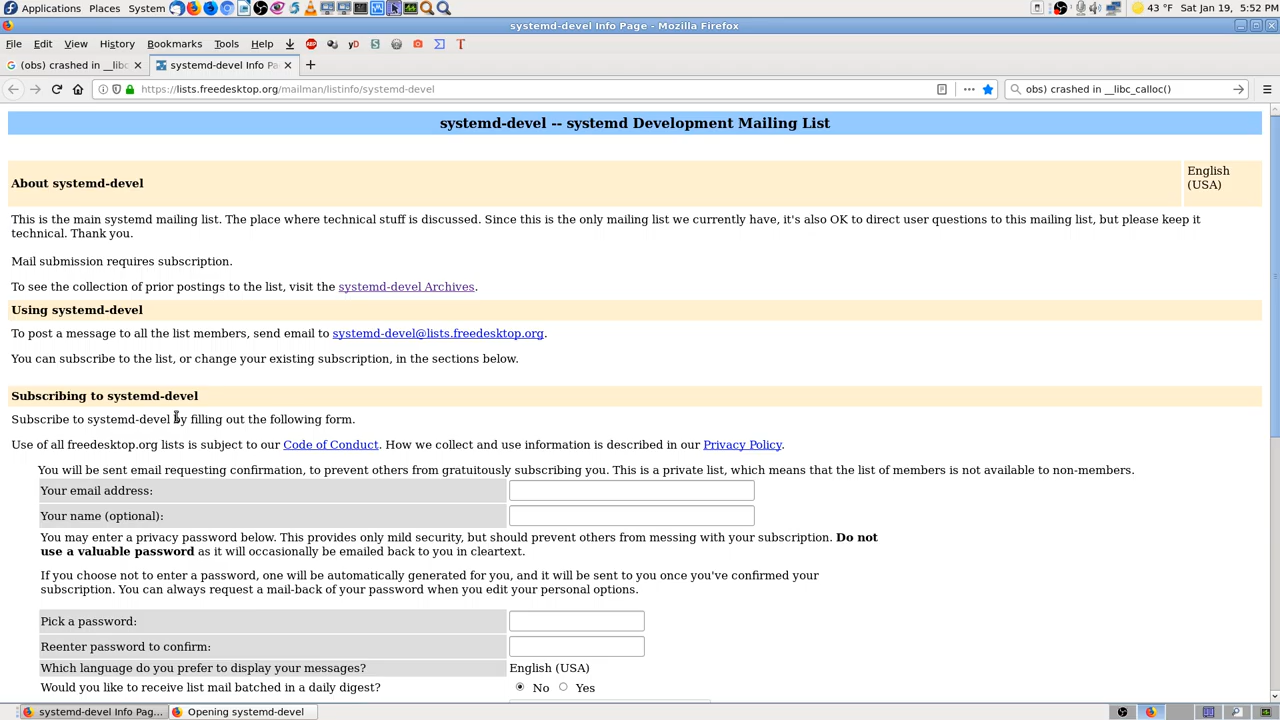 Applications Places System 43 °F Sat Jan 19, 5:52 PM
systemd-devel Info Page - Mozilla Firefox
File Edit View History Bookmarks Tools Help
(obs) crashed in __libc systemd-devel Info Pa
https://lists.freedesktop.org/mailman/listinfo/systemd-devel obs) crashed in __libc_calloc()
systemd-devel -- systemd Development Mailing List
About systemd-devel
English
(USA)
This is the main systemd mailing list. The place where technical stuff is discussed. Since this is the only mailing list we currently have, it's also OK to direct user questions to this mailing list, but please keep it
technical. Thank you.
Mail submission requires subscription.
To see the collection of prior postings to the list, visit the systemd-devel Archives.
Using systemd-devel
To post a message to all the list members, send email to systemd-devel@lists.freedesktop.org.
You can subscribe to the list, or change your existing subscription, in the sections below.
Subscribing to systemd-devel
Subscribe to systemd-devel by filling out the following form.
Use of all freedesktop.org lists is subject to our Code of Conduct. How we collect and use information is described in our Privacy Policy.
You will be sent email requesting confirmation, to prevent others from gratuitously subscribing you. This is a private list, which means that the list of members is not available to non-members.
Your email address:
Your name (optional):
You may enter a privacy password below. This provides only mild security, but should prevent others from messing with your subscription. Do not
use a valuable password as it will occasionally be emailed back to you in cleartext.
If you choose not to enter a password, one will be automatically generated for you, and it will be sent to you once you've confirmed your
subscription. You can always request a mail-back of your password when you edit your personal options.
Pick a password:
Reenter password to confirm:
Which language do you prefer to display your messages? English (USA)
Would you like to receive list mail batched in a daily digest? No Yes
systemd-devel Info Pag... Opening systemd-devel